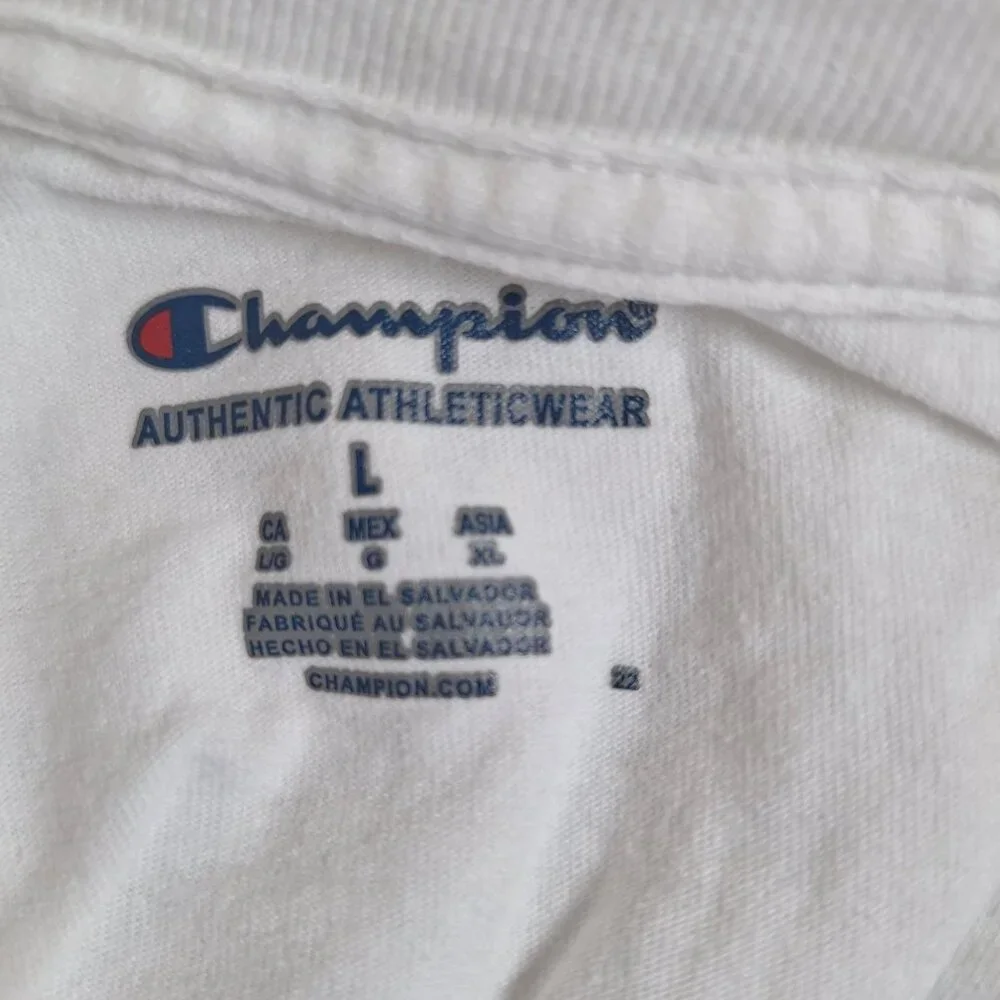 Champion®
AUTHENTIC ATHLETICWEAR
L
CA MEX ASIA
L/G G XL
MADE IN EL SALVADOR
FABRIQUÉ AU SALVADOR
HECHO EN EL SALVADOR
CHAMPION.COM 22